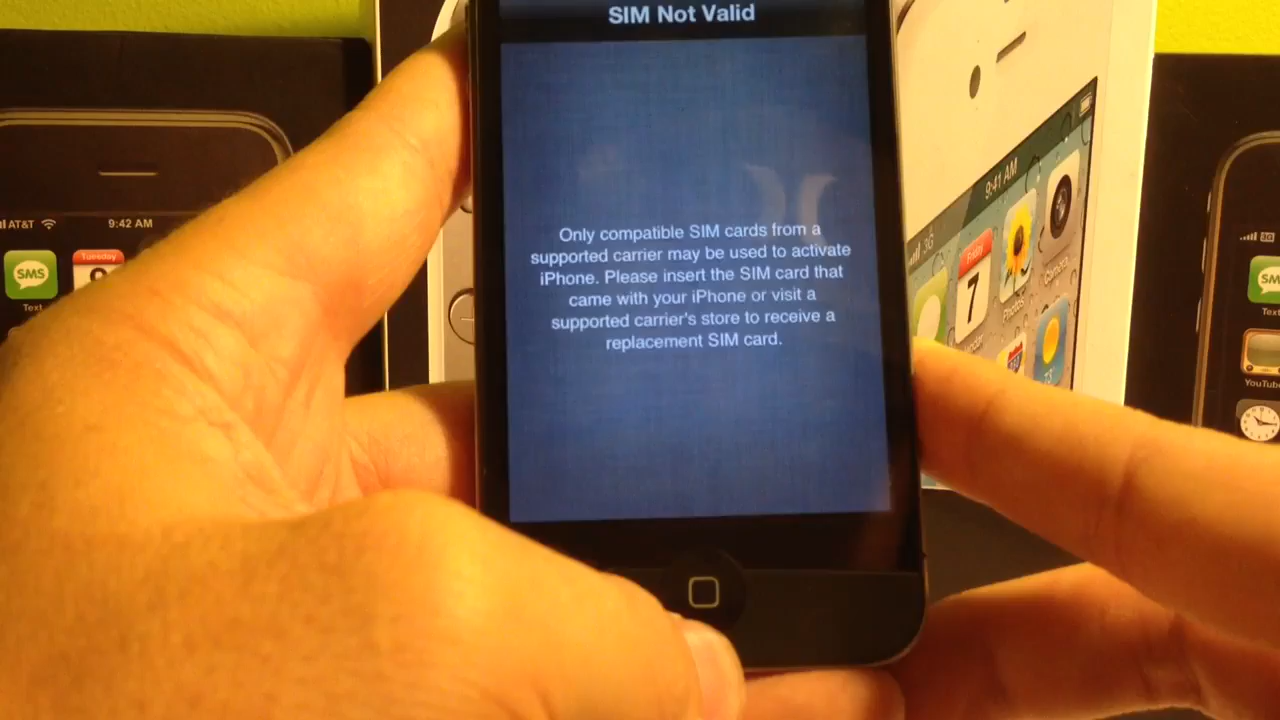 SIM Not Valid
Only compatible SIM cards from a
supported carrier may be used to activate
iPhone. Please insert the SIM card that
came with your iPhone or visit a
supported carrier's store to receive a
replacement SIM card.
AT&T
9:42 AM
SMS
Text
Tuesday
9:41 AM
3G
Friday
7
Photos
Camera
3G
Text
YouTube